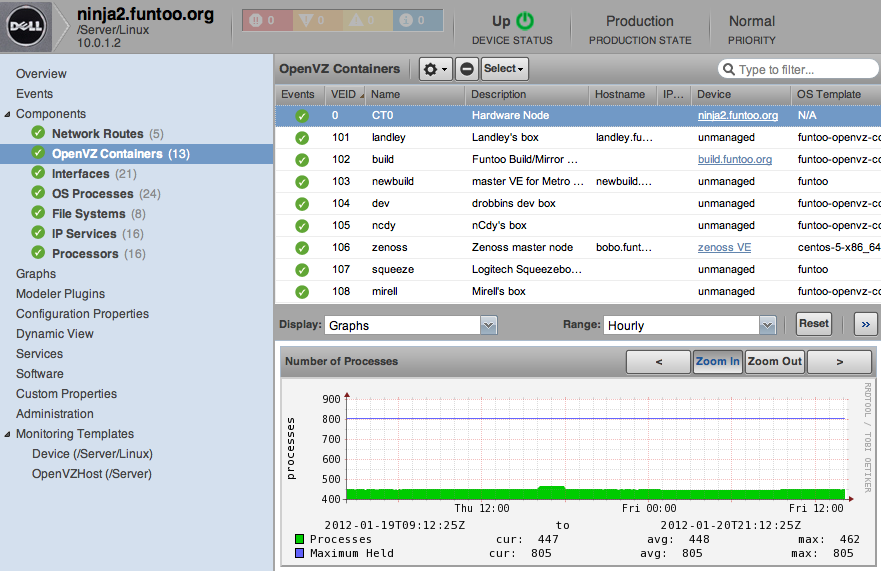 DELL
ninja2.funtoo.org
/Server/Linux
10.0.1.2
0 0 0 0
Up
DEVICE STATUS
Production
PRODUCTION STATE
Normal
PRIORITY
Overview
Events
Components
Network Routes (5)
OpenVZ Containers (13)
Interfaces (21)
OS Processes (24)
File Systems (8)
IP Services (16)
Processors (16)
Graphs
Modeler Plugins
Configuration Properties
Dynamic View
Services
Software
Custom Properties
Administration
Monitoring Templates
Device (/Server/Linux)
OpenVZHost (/Server)
OpenVZ Containers Select Type to filter...
Events VEID Name Description Hostname IP... Device OS Template
0 CT0 Hardware Node ninja2.funtoo.org N/A
101 landley Landley's box landley.fu... unmanaged funtoo-openvz-co
102 build Funtoo Build/Mirror ... build.funtoo.org funtoo-openvz-co
103 newbuild master VE for Metro ... newbuild.... unmanaged funtoo
104 dev drobbins dev box unmanaged funtoo-openvz-co
105 ncdy nCdy's box unmanaged funtoo-openvz-co
106 zenoss Zenoss master node bobo.funt... zenoss VE centos-5-x86_64
107 squeeze Logitech Squeezebo... unmanaged funtoo
108 mirell Mirell's box unmanaged funtoo-openvz-co
Display: Graphs Range: Hourly Reset »
Number of Processes < Zoom In Zoom Out >
900
800
700
600
500
400
processes
Thu 12:00 Fri 00:00 Fri 12:00
RRDTOOL / TOBI OETIKER
2012-01-19T09:12:25Z to 2012-01-20T21:12:25Z
Processes cur: 447 avg: 448 max: 462
Maximum Held cur: 805 avg: 805 max: 805